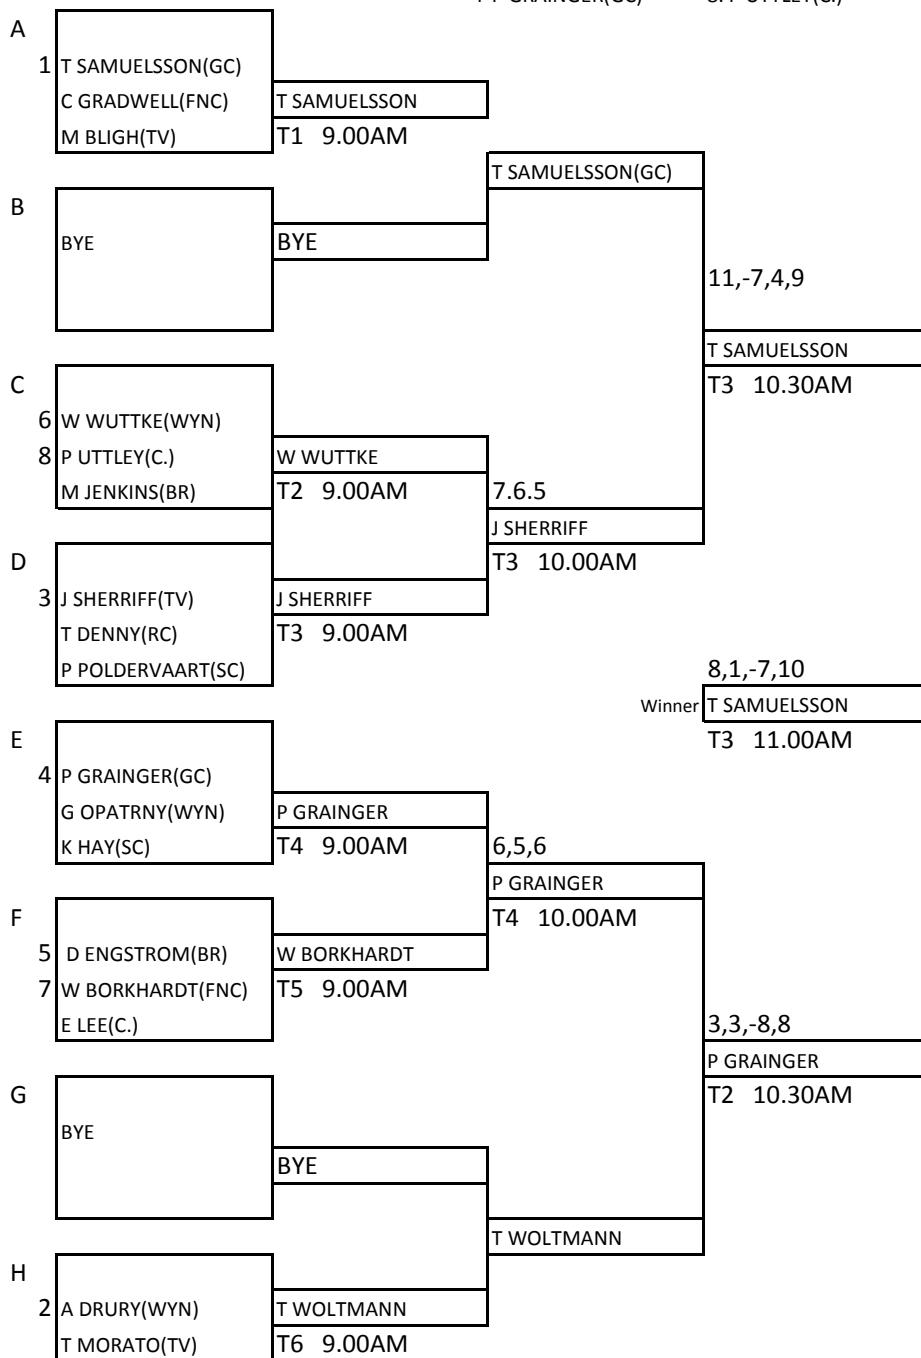 P GRAINGER(GC) P UTTLEY(C.)
A
1 T SAMUELSSON(GC)
C GRADWELL(FNC) T SAMUELSSON
M BLIGH(TV) T1 9.00AM
T SAMUELSSON(GC)
B
BYE BYE
11,-7,4,9
T SAMUELSSON
C T3 10.30AM
6 W WUTTKE(WYN)
8 P UTTLEY(C.) W WUTTKE
M JENKINS(BR) T2 9.00AM 7.6.5
J SHERRIFF
D T3 10.00AM
3 J SHERRIFF(TV) J SHERRIFF
T DENNY(RC) T3 9.00AM
P POLDERVAART(SC) 8,1,-7,10
Winner T SAMUELSSON
E T3 11.00AM
4 P GRAINGER(GC)
G OPATRNY(WYN) P GRAINGER
K HAY(SC) T4 9.00AM 6,5,6
P GRAINGER
F T4 10.00AM
5 D ENGSTROM(BR) W BORKHARDT
7 W BORKHARDT(FNC) T5 9.00AM
E LEE(C.) 3,3,-8,8
P GRAINGER
G T2 10.30AM
BYE
BYE
T WOLTMANN
H
2 A DRURY(WYN) T WOLTMANN
T MORATO(TV) T6 9.00AM